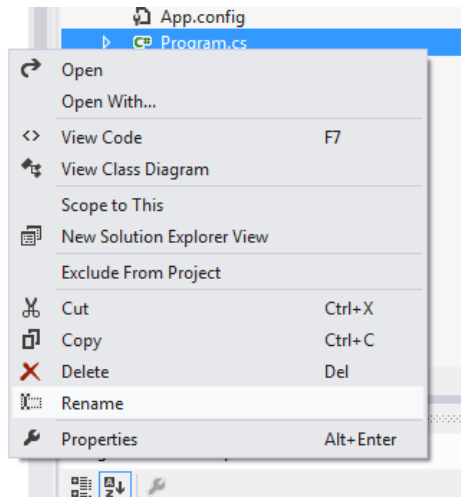 App.config
C# Program.cs
Open
Open With...
View Code F7
View Class Diagram
Scope to This
New Solution Explorer View
Exclude From Project
Cut Ctrl+X
Copy Ctrl+C
Delete Del
Rename
Properties Alt+Enter